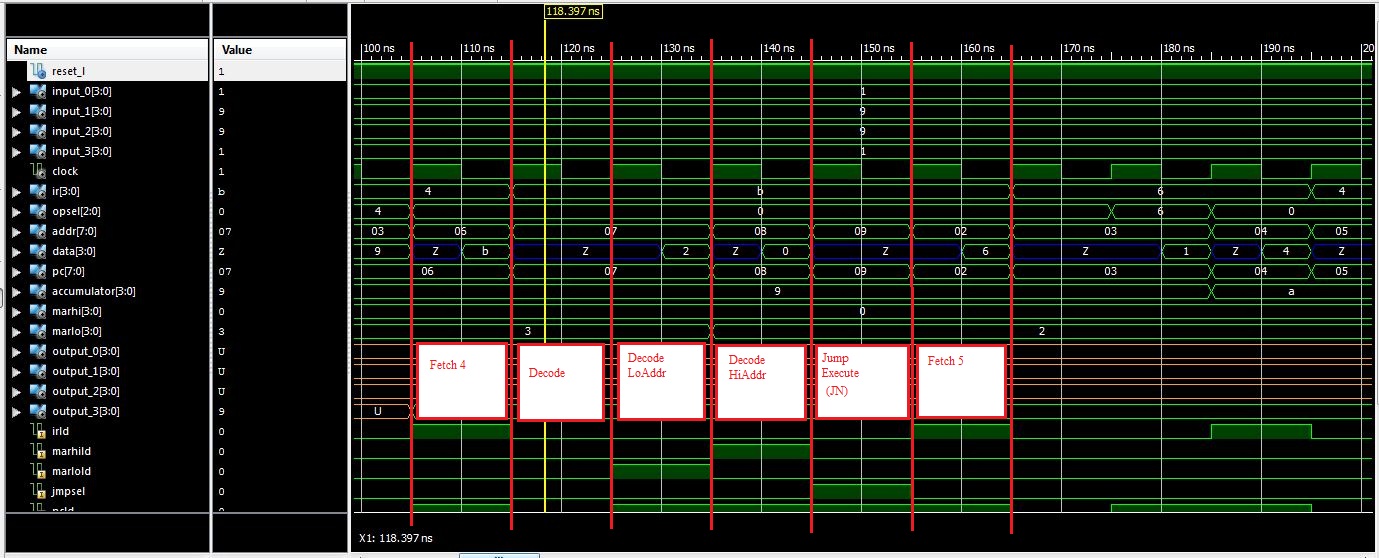 118.397 ns
Name Value 100 ns 110 ns 120 ns 130 ns 140 ns 150 ns 160 ns 170 ns 180 ns 190 ns
reset_l 1
input_0[3:0] 1 1
input_1[3:0] 9 9
input_2[3:0] 9 9
input_3[3:0] 1 1
clock 1
ir[3:0] b 4 b 6 4
opsel[2:0] 0 4 0 6 0
addr[7:0] 07 03 06 07 08 09 02 03 04 05
data[3:0] Z 9 Z b Z 2 Z 0 Z 6 Z 1 Z 4 Z
pc[7:0] 07 06 07 08 09 02 03 04 05
accumulator[3:0] 9 9 a
marhi[3:0] 0 0
marlo[3:0] 3 3 2
output_0[3:0] U
output_1[3:0] U
output_2[3:0] U
output_3[3:0] 9 U
Fetch 4
Decode
Decode
LoAddr
Decode
HiAddr
Jump
Execute
(JN)
Fetch 5
irld 0
marhild 0
marlold 0
jmpsel 0
X1: 118.397 ns